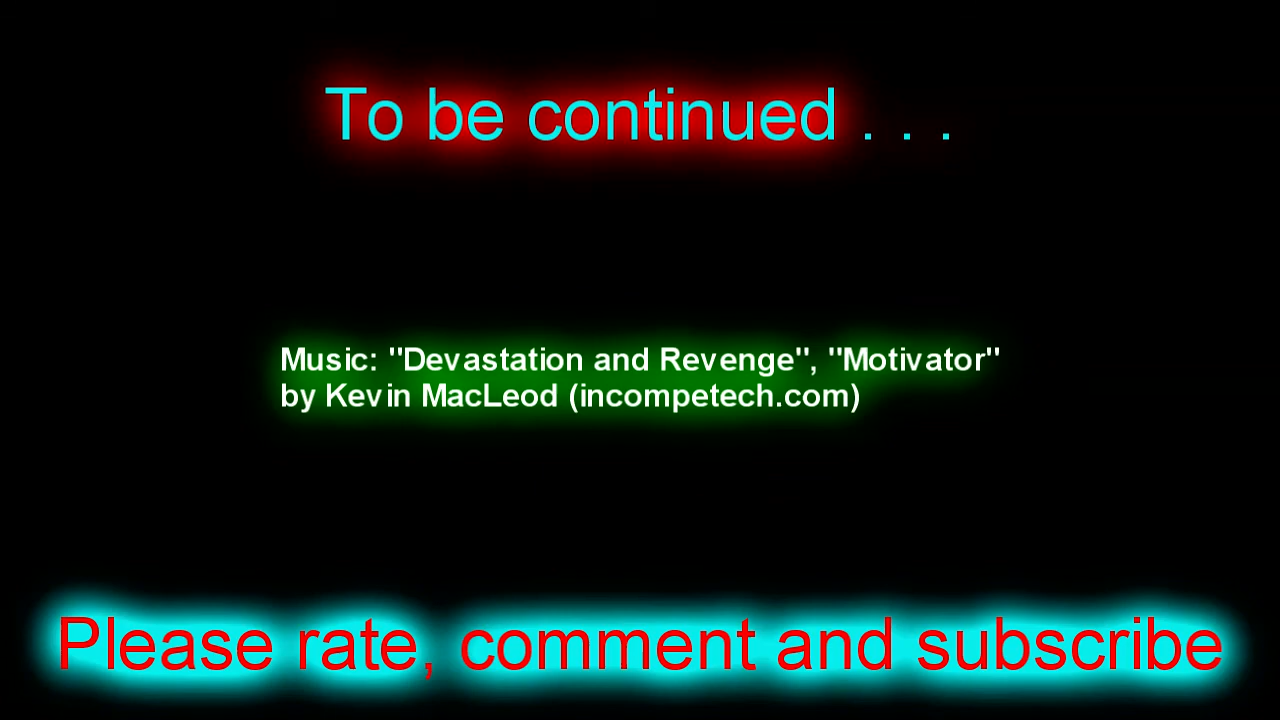 To be continued . . .
Music: "Devastation and Revenge", "Motivator"
by Kevin MacLeod (incompetech.com)
Please rate, comment and subscribe